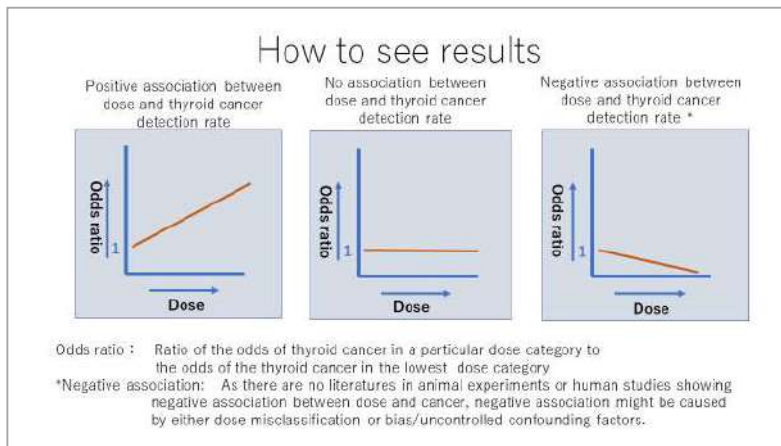 How to see results
Positive association between
dose and thyroid cancer
detection rate
No association between
dose and thyroid cancer
detection rate
Negative association between
dose and thyroid cancer
detection rate *
Odds ratio
1
Dose
Odds ratio
1
Dose
Odds ratio
1
Dose
Odds ratio : Ratio of the odds of thyroid cancer in a particular dose category to
the odds of the thyroid cancer in the lowest dose category
*Negative association: As there are no literatures in animal experiments or human studies showing
negative association between dose and cancer, negative association might be caused
by either dose misclassification or bias/uncontrolled confounding factors.